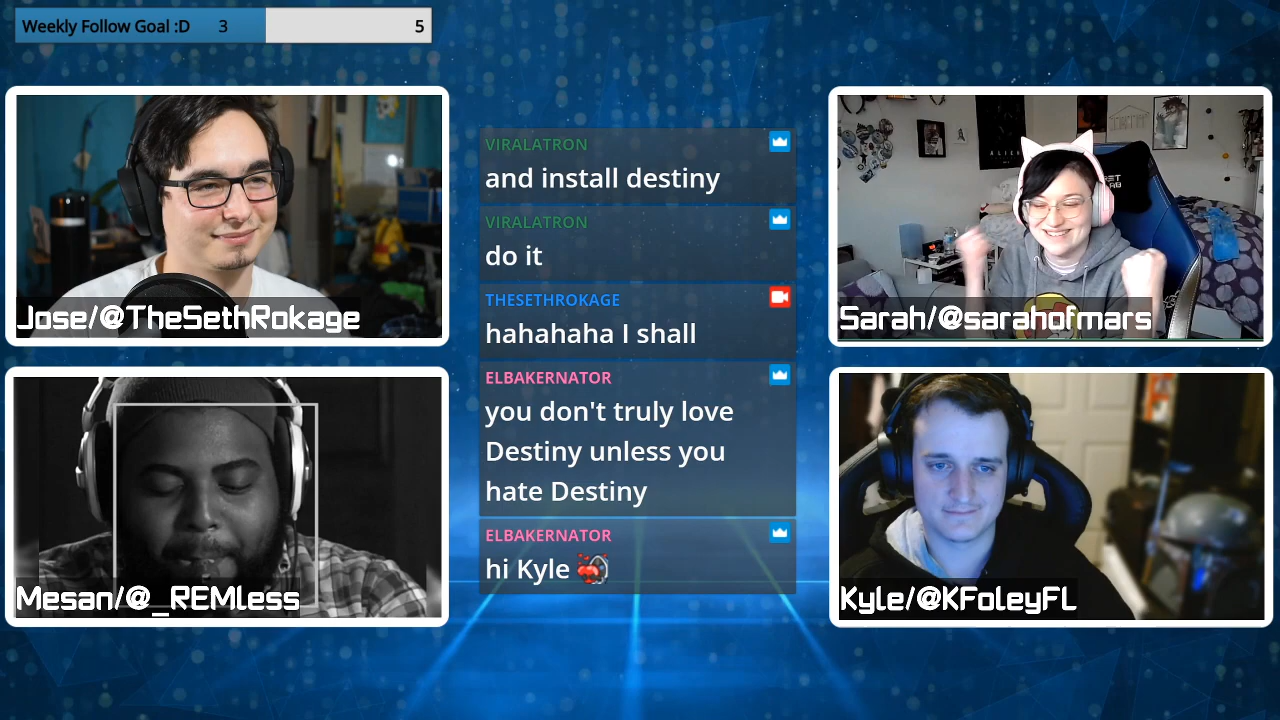 Weekly Follow Goal :D 3 5
VIRALATRON
and install destiny
VIRALATRON
do it
THESETHROKAGE
hahahaha I shall
ELBAKERNATOR
you don't truly love
Destiny unless you
hate Destiny
ELBAKERNATOR
hi Kyle
Jose/@TheSethRokage
Sarah/@sarahofmars
Mesan/@_REMless
Kyle/@KFoleyFL